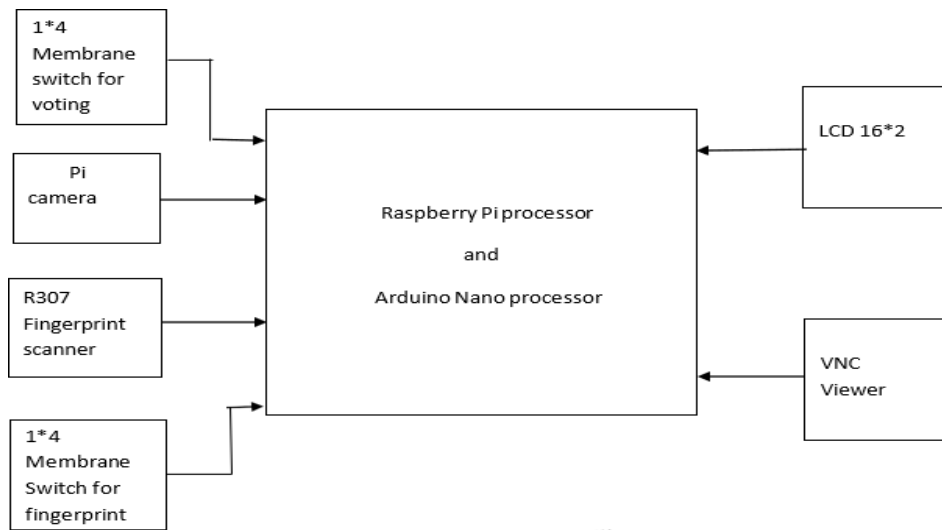 1*4
Membrane
switch for
voting
Pi
camera
R307
Fingerprint
scanner
1*4
Membrane
Switch for
fingerprint
Raspberry Pi processor
and
Arduino Nano processor
LCD 16*2
VNC
Viewer